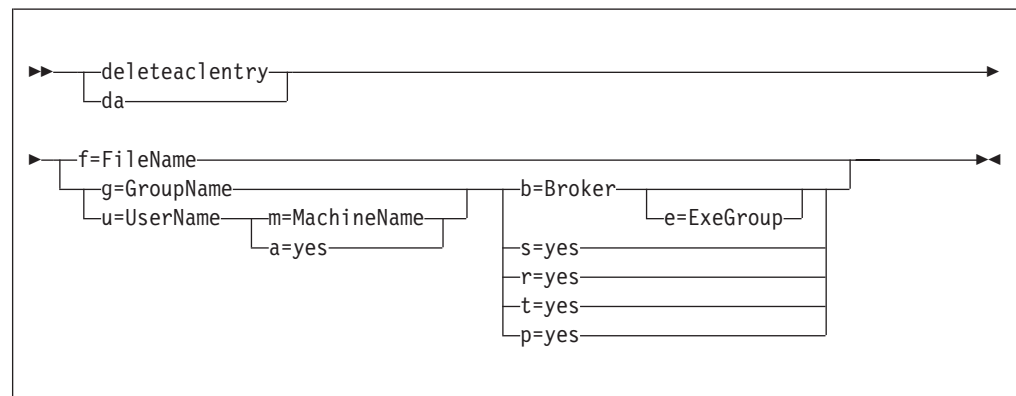 deleteaclentry
da
f=FileName
g=GroupName b=Broker
u=UserName m=MachineName e=ExeGroup
a=yes s=yes
r=yes
t=yes
p=yes